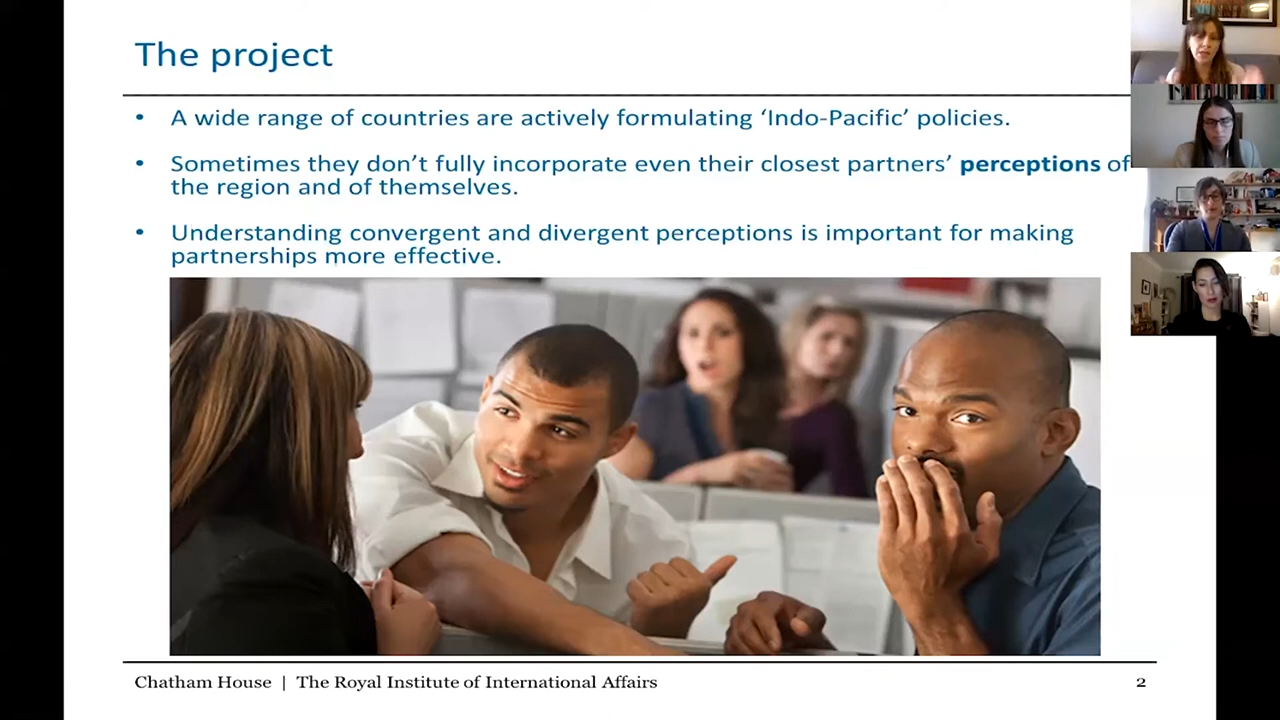 The project
• A wide range of countries are actively formulating ‘Indo-Pacific’ policies.
• Sometimes they don’t fully incorporate even their closest partners’ perceptions of
the region and of themselves.
• Understanding convergent and divergent perceptions is important for making
partnerships more effective.
Chatham House | The Royal Institute of International Affairs
2